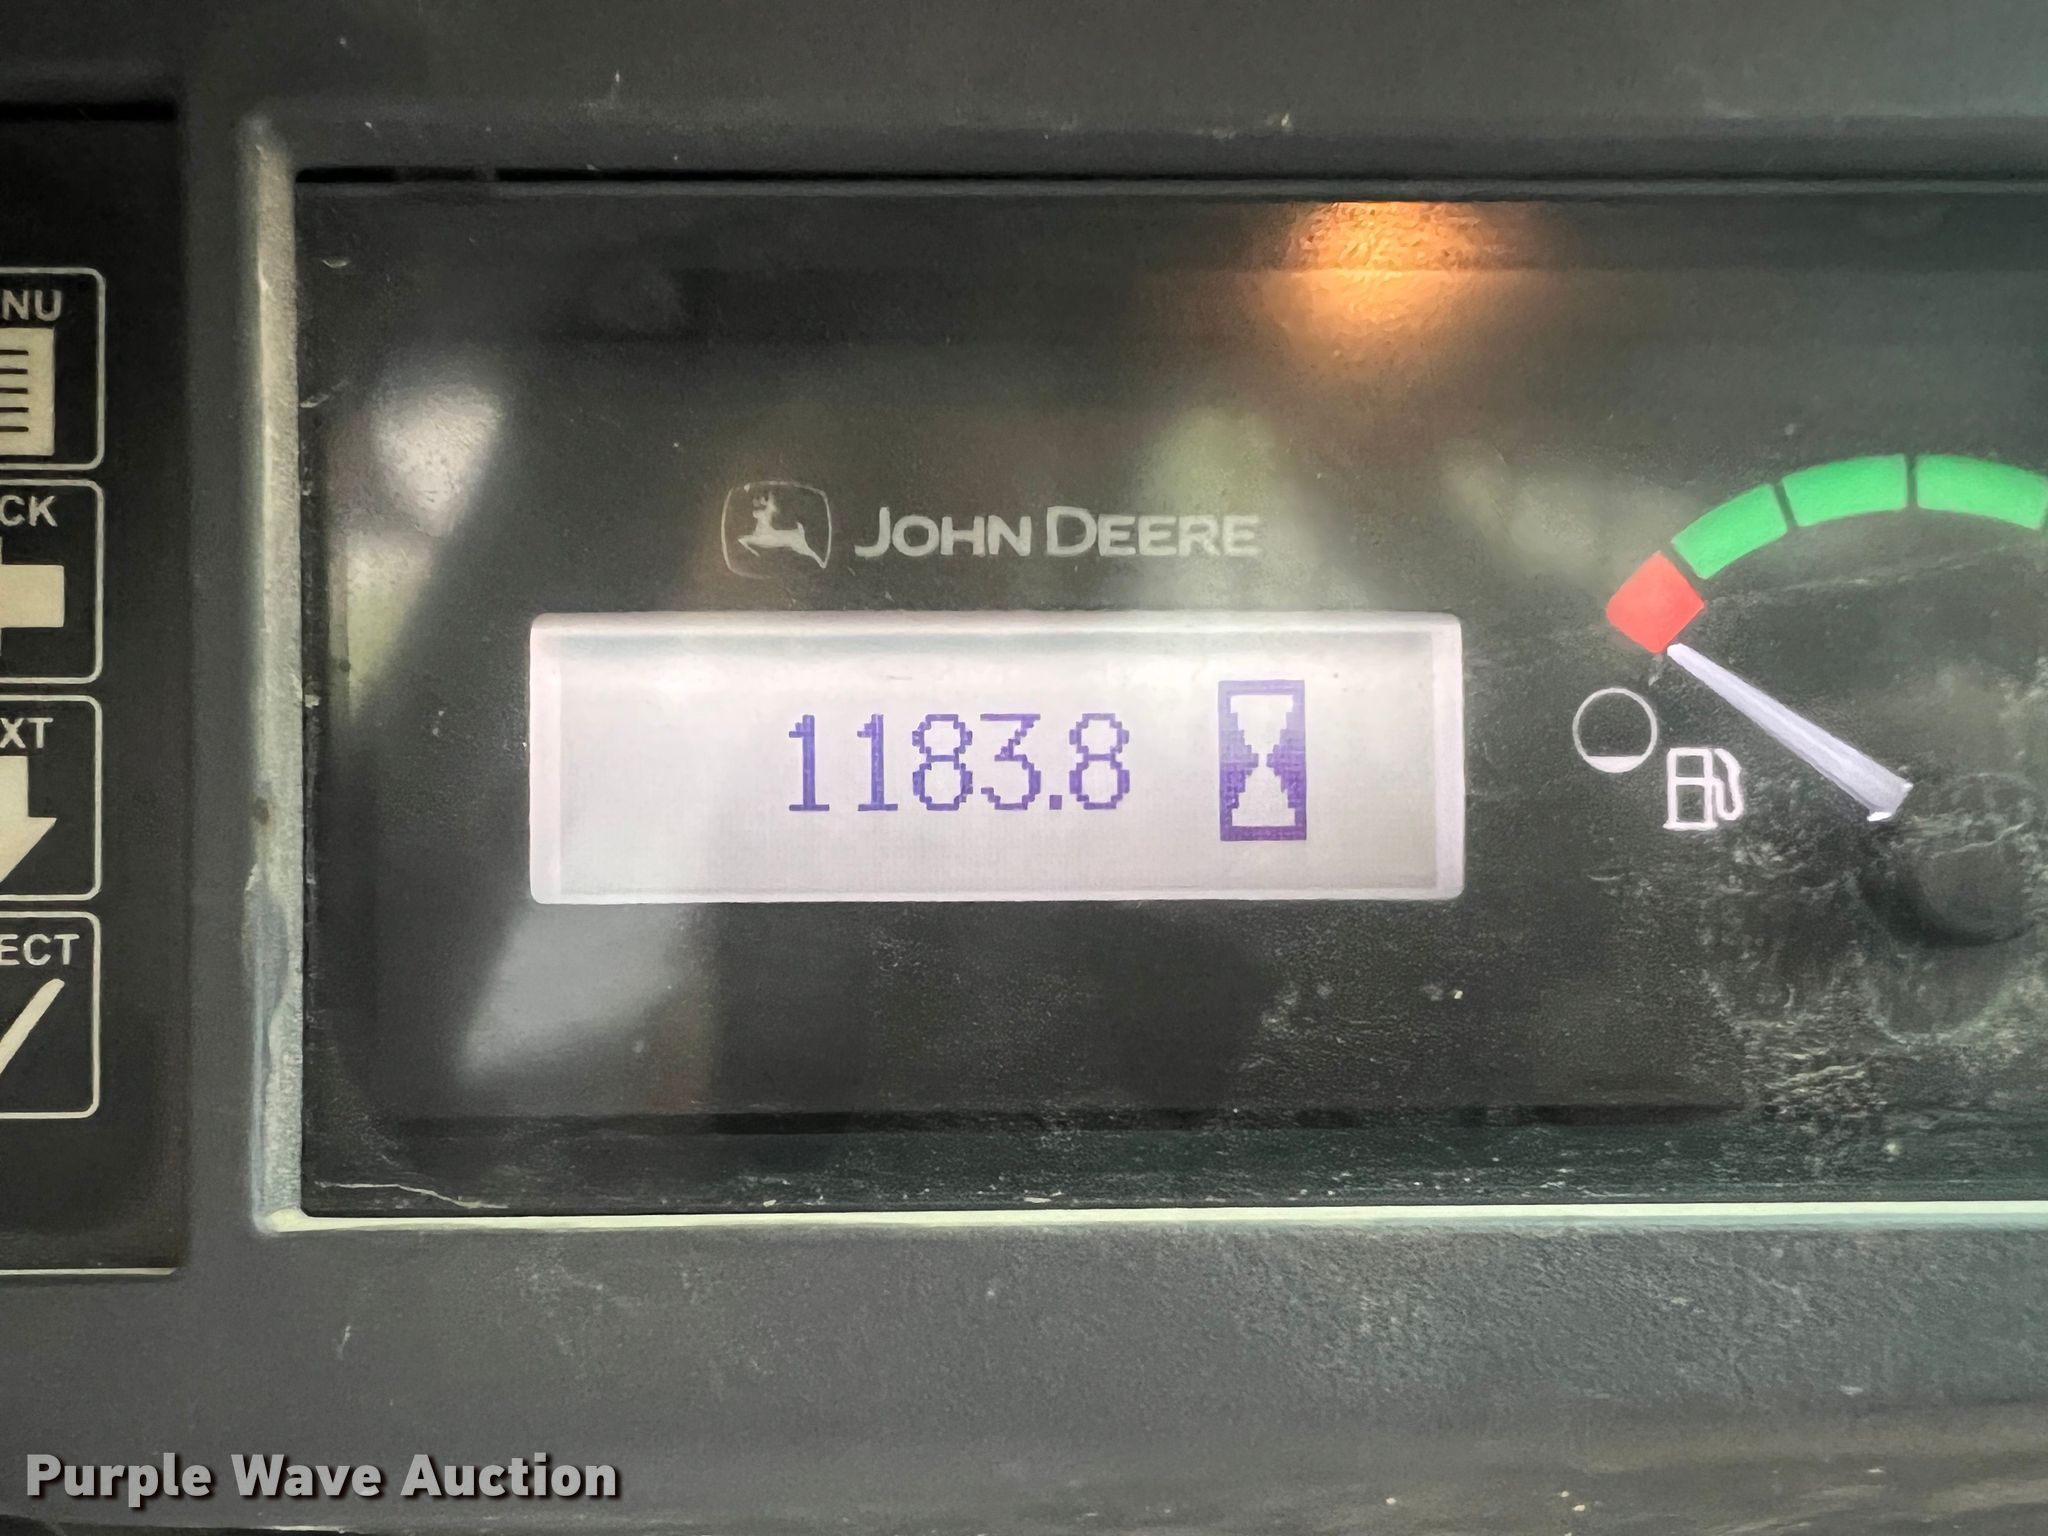 NU
CK
XT
ECT
JOHN DEERE
1183.8
Purple Wave Auction